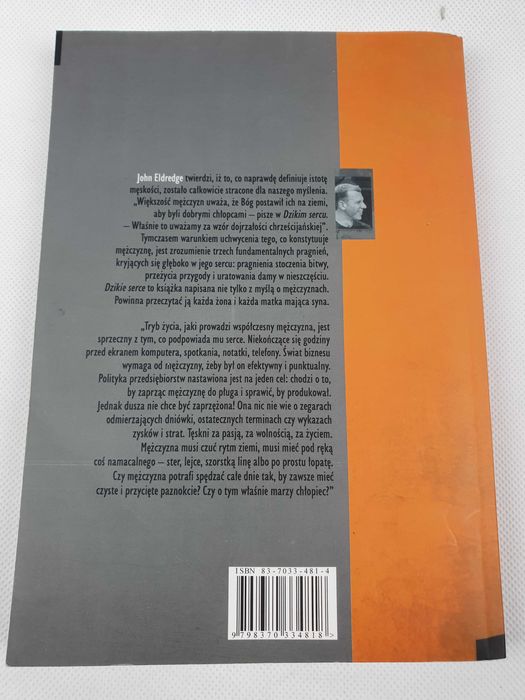 John Eldredge twierdzi, iż to, co naprawdę definiuje istotę
męskości, zostało całkowicie stracone dla naszego myślenia.
„Większość mężczyzn uważa, że Bóg postawił ich na ziemi,
aby byli dobrymi chłopcami – pisze w Dzikim sercu.
– Właśnie to uważamy za wzór dojrzałości chrześcijańskiej”.
Tymczasem warunkiem uchwycenia tego, co konstytuuje
mężczyznę, jest zrozumienie trzech fundamentalnych pragnień,
kryjących się głęboko w jego sercu: pragnienia stoczenia bitwy,
przeżycia przygody i uratowania damy w nieszczęściu.
Dzikie serce to książka napisana nie tylko z myślą o mężczyznach.
Powinna przeczytać ją każda żona i każda matka mająca syna.
„Tryb życia, jaki prowadzi współczesny mężczyzna, jest
sprzeczny z tym, co podpowiada mu serce. Niekończące się godziny
przed ekranem komputera, spotkania, notatki, telefony. Świat biznesu
wymaga od mężczyzny, żeby był on efektywny i punktualny.
Polityka przedsiębiorstw nastawiona jest na jeden cel: chodzi o to,
by zaprząc mężczyznę do pługa i sprawić, by produkował.
Jednak dusza nie chce być zaprzężona! Ona nic nie wie o zegarach
odmierzających dniówki, ostatecznych terminach czy wykazach
zysków i strat. Tęskni za pasją, za wolnością, za życiem.
Mężczyzna musi czuć rytm ziemi, musi mieć pod ręką
coś namacalnego – ster, lejce, szorstką linę albo po prostu łopatę.
Czy mężczyzna potrafi spędzać całe dnie tak, by zawsze mieć
czyste i przycięte paznokcie? Czy o tym właśnie marzy chłopiec?”
ISBN 83-7033-481-4
9 798370 334818 >